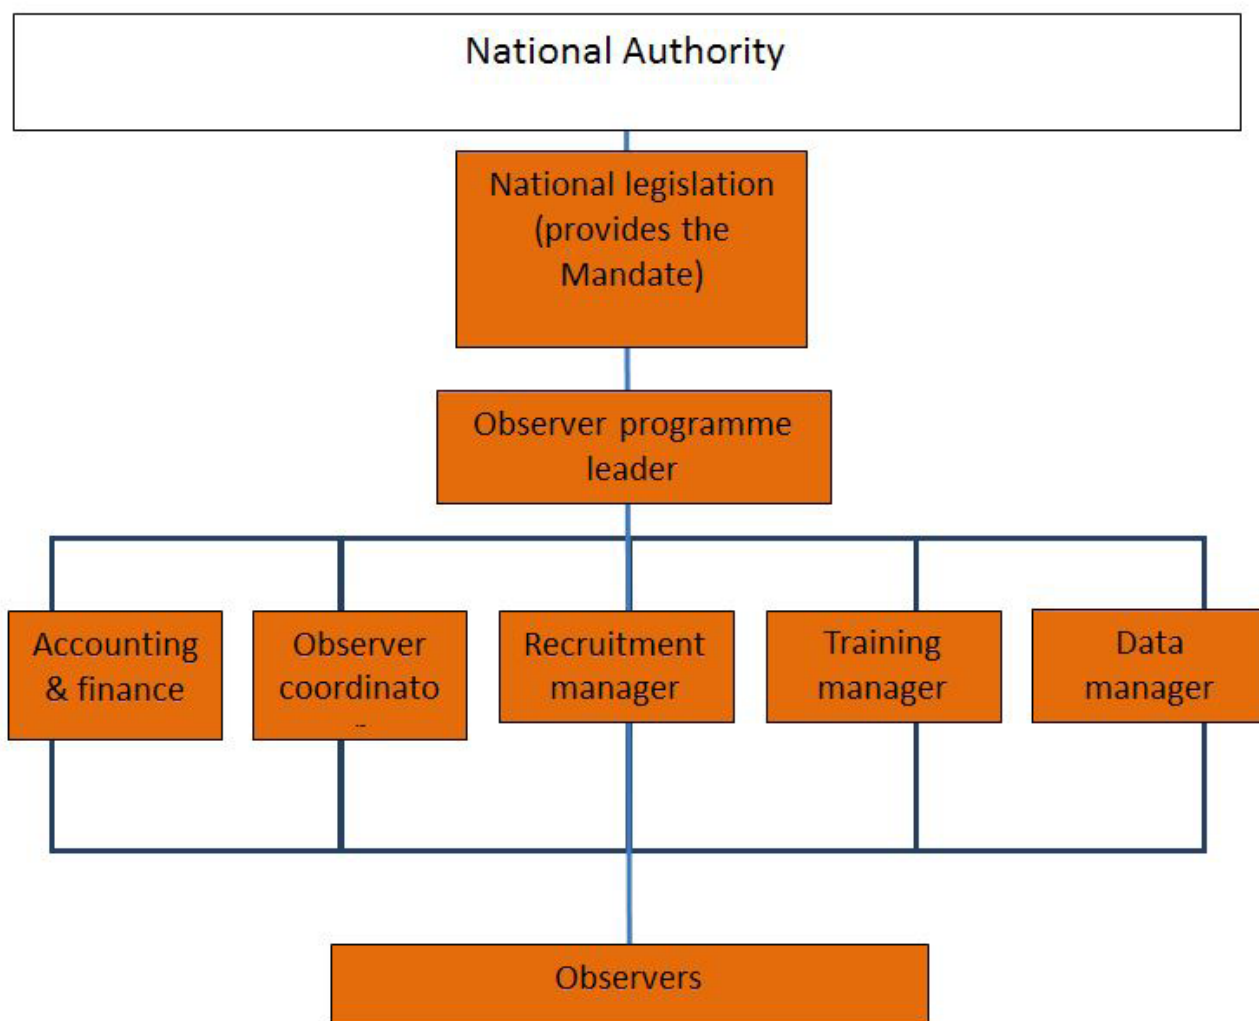 National Authority
National legislation
(provides the
Mandate)
Observer programme
leader
Accounting
& finance
Observer
coordinato
Recruitment
manager
Training
manager
Data
manager
Observers